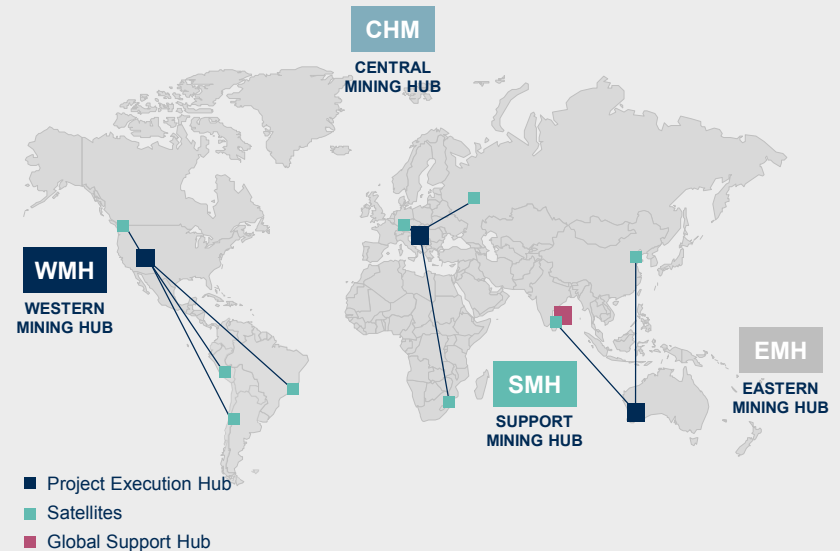 CHM
CENTRAL
MINING HUB
WMH
WESTERN
MINING HUB
SMH
SUPPORT
MINING HUB
EMH
EASTERN
MINING HUB
Project Execution Hub
Satellites
Global Support Hub